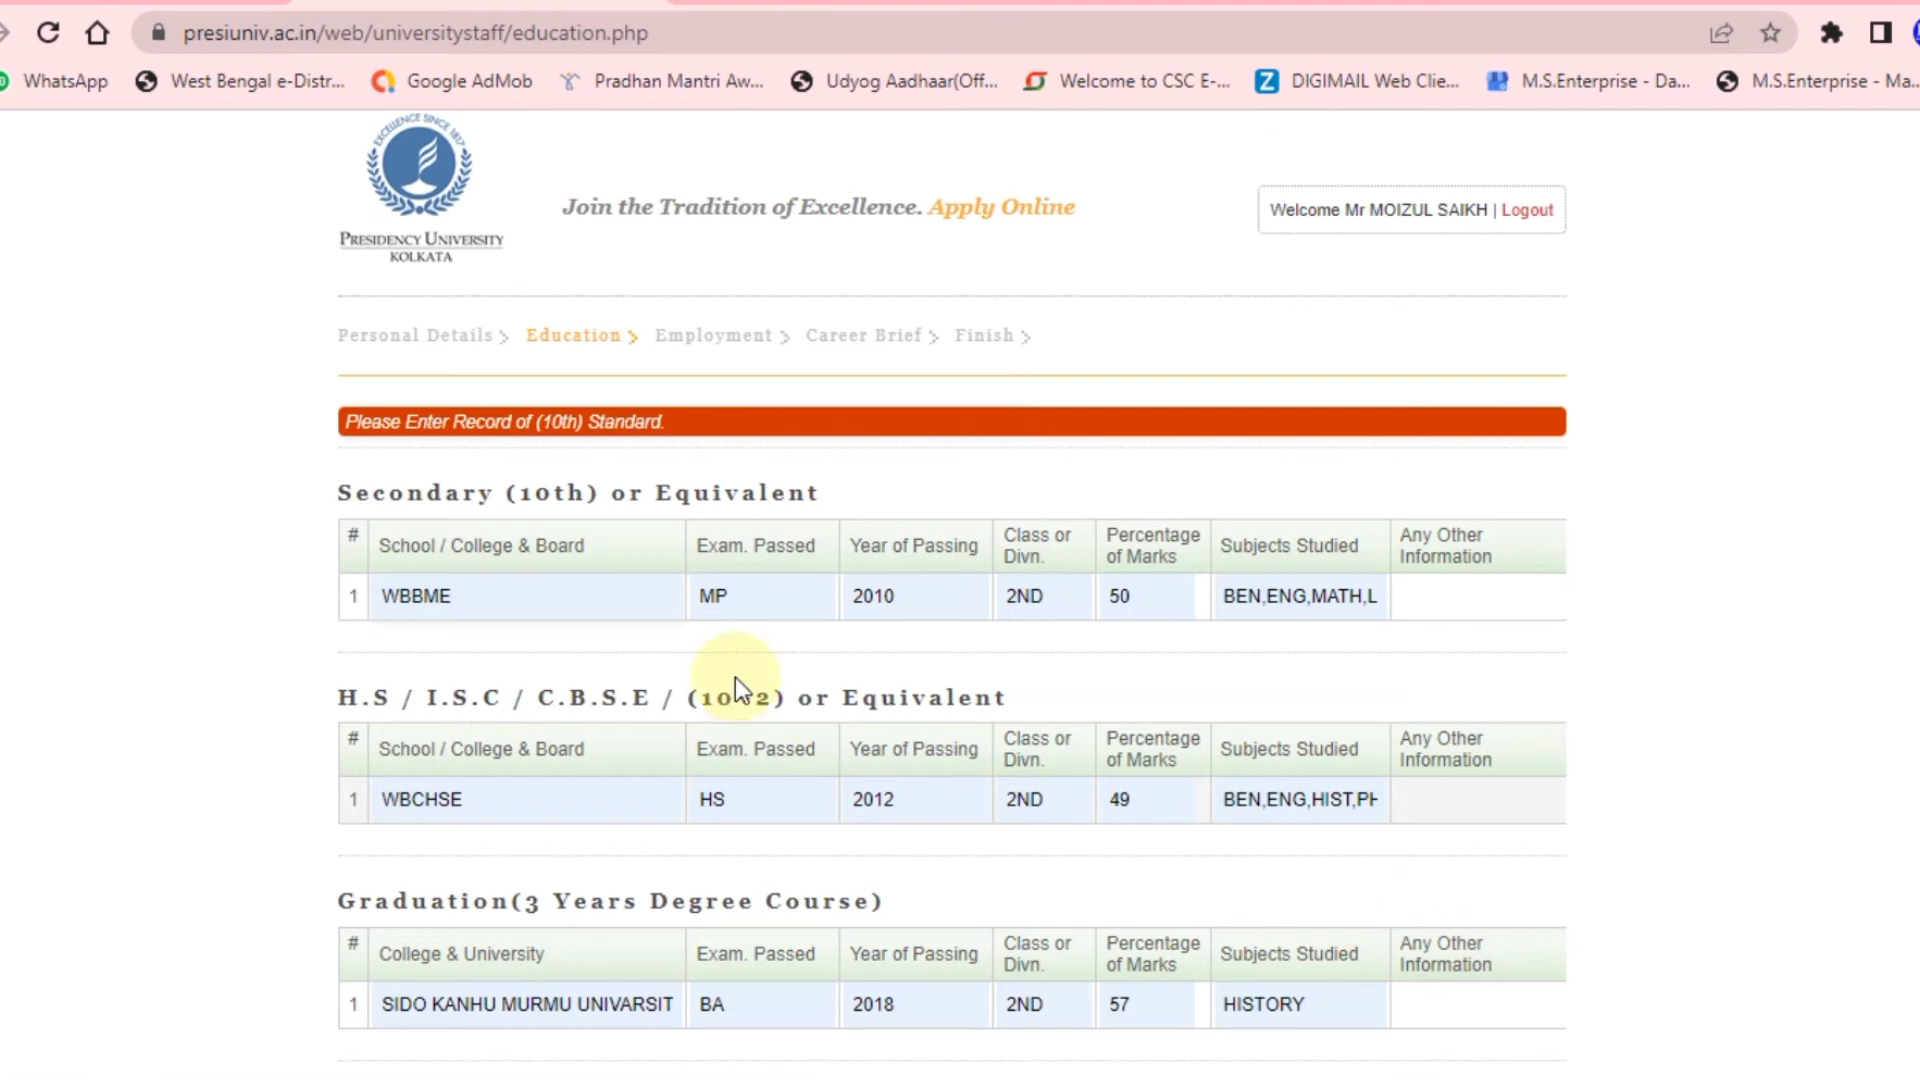 presiuniv.ac.in/web/universitystaff/education.php
WhatsApp West Bengal e-Distr... Google AdMob Pradhan Mantri Aw... Udyog Aadhaar(Off... Welcome to CSC E-... DIGIMAIL Web Clie... M.S.Enterprise - Da... M.S.Enterprise - Ma...
EXCELLENCE SINCE 1817
PRESIDENCY UNIVERSITY
KOLKATA
Join the Tradition of Excellence. Apply Online
Welcome Mr MOIZUL SAIKH | Logout
Personal Details > Education > Employment > Career Brief > Finish >
Please Enter Record of (10th) Standard.
Secondary (10th) or Equivalent
# School / College & Board Exam. Passed Year of Passing Class or Divn. Percentage of Marks Subjects Studied Any Other Information
1 WBBME MP 2010 2ND 50 BEN,ENG,MATH,L
H.S / I.S.C / C.B.S.E / (10+2) or Equivalent
# School / College & Board Exam. Passed Year of Passing Class or Divn. Percentage of Marks Subjects Studied Any Other Information
1 WBCHSE HS 2012 2ND 49 BEN,ENG,HIST,PH
Graduation(3 Years Degree Course)
# College & University Exam. Passed Year of Passing Class or Divn. Percentage of Marks Subjects Studied Any Other Information
1 SIDO KANHU MURMU UNIVARSIT BA 2018 2ND 57 HISTORY